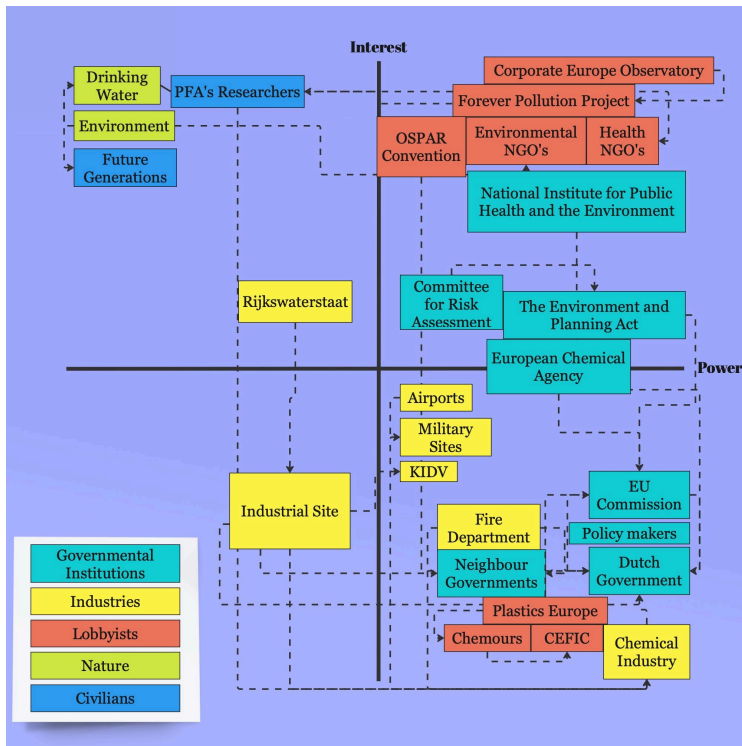 Interest
Corporate Europe Observatory
Drinking
Water
PFA's Researchers
Forever Pollution Project
Environment
OSPAR
Convention
Environmental
NGO's
Health
NGO's
Future
Generations
National Institute for Public
Health and the Environment
Rijkswaterstaat
Committee
for Risk
Assessment
The Environment and
Planning Act
European Chemical
Agency
Power
Airports
Military
Sites
KIDV
Industrial Site
EU
Commission
Fire
Department
Policy makers
Neighbour
Governments
Dutch
Government
Plastics Europe
Chemours
CEFIC
Chemical
Industry
Governmental
Institutions
Industries
Lobbyists
Nature
Civilians